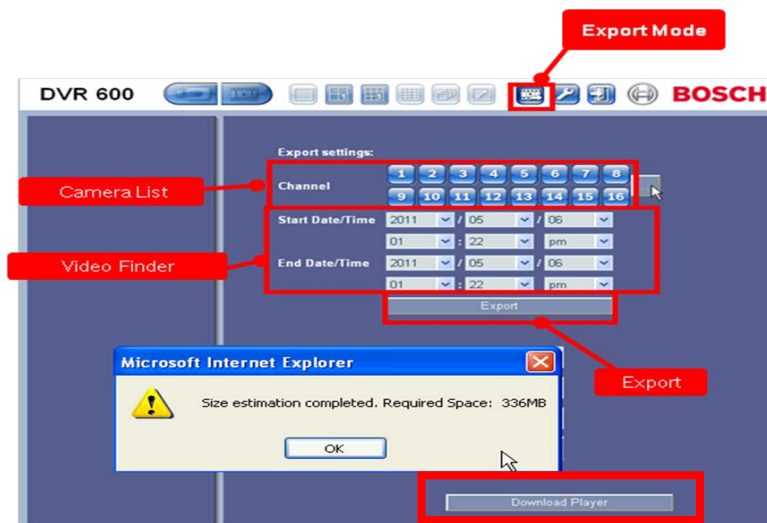 Export Mode
DVR 600
BOSCH
Export settings:
Camera List
Channel
1 2 3 4 5 6 7 8
9 10 11 12 13 14 15 16
Start Date/Time 2011 / 05 / 06
01 : 22 pm
Video Finder
End Date/Time 2011 / 05 / 06
01 : 22 pm
Export
Export
Microsoft Internet Explorer
Size estimation completed. Required Space: 336MB
OK
Download Player